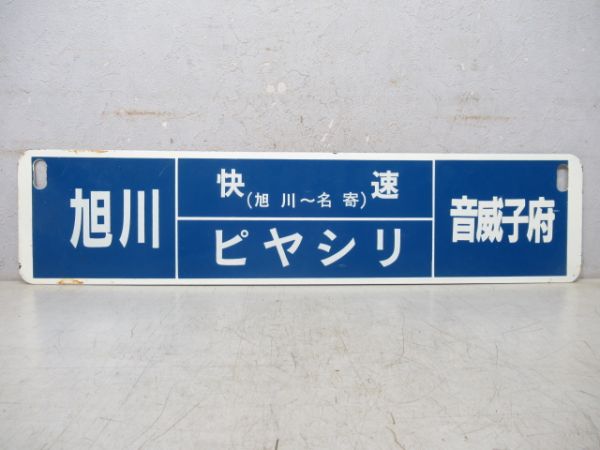 旭川
快速
(旭川〜名寄)
ピヤシリ
音威子府